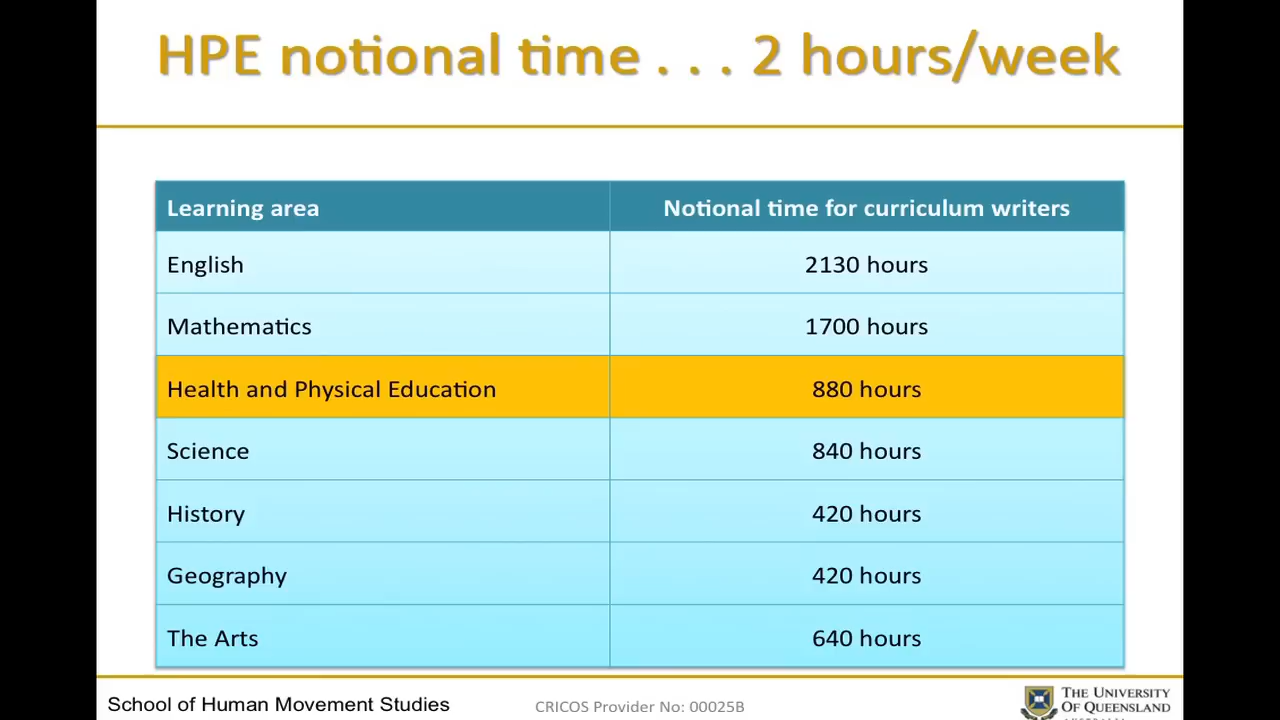 HPE notional time . . . 2 hours/week
Learning area Notional time for curriculum writers
English 2130 hours
Mathematics 1700 hours
Health and Physical Education 880 hours
Science 840 hours
History 420 hours
Geography 420 hours
The Arts 640 hours
School of Human Movement Studies
CRICOS Provider No: 00025B
THE UNIVERSITY
OF QUEENSLAND